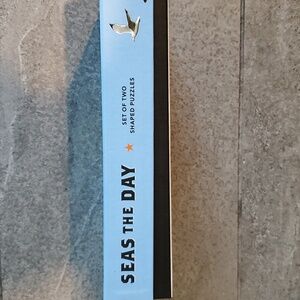 SEAS THE DAY
SET OF TWO
SHAPED PUZZLES